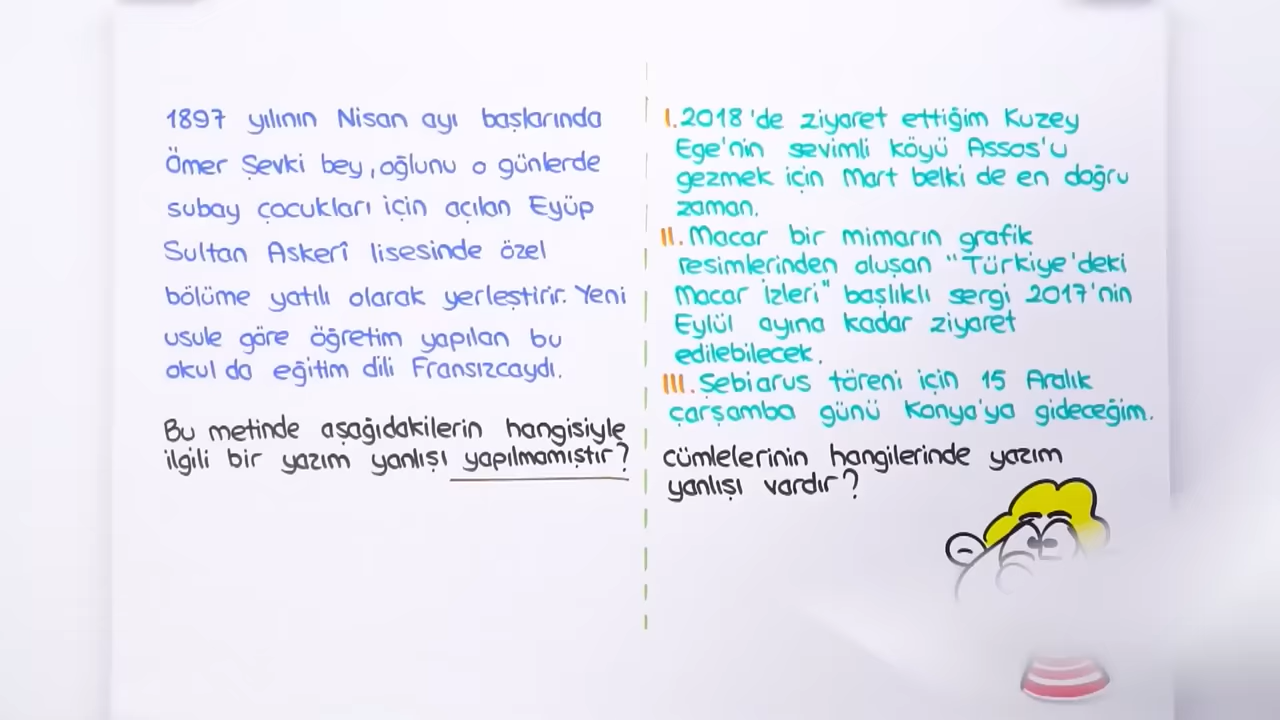 1897 yılının Nisan ayı başlarında
Ömer Şevki bey, oğlunu o günlerde
subay çocukları için açılan Eyüp
Sultan Askerî lisesinde özel
bölüme yatılı olarak yerleştirir. Yeni
usule göre öğretim yapılan bu
okul da eğitim dili Fransızcaydı.
Bu metinde aşağıdakilerin hangisiyle
ilgili bir yazım yanlışı yapılmamıştır?
I. 2018'de ziyaret ettiğim Kuzey
Ege'nin sevimli köyü Assos'u
gezmek için Mart belki de en doğru
zaman.
II. Macar bir mimarın grafik
resimlerinden oluşan "Türkiye'deki
Macar İzleri" başlıklı sergi 2017'nin
Eylül ayına kadar ziyaret
edilebilecek.
III. Şebiarus töreni için 15 Aralık
çarşamba günü Konya'ya gideceğim.
cümlelerinin hangilerinde yazım
yanlışı vardır?